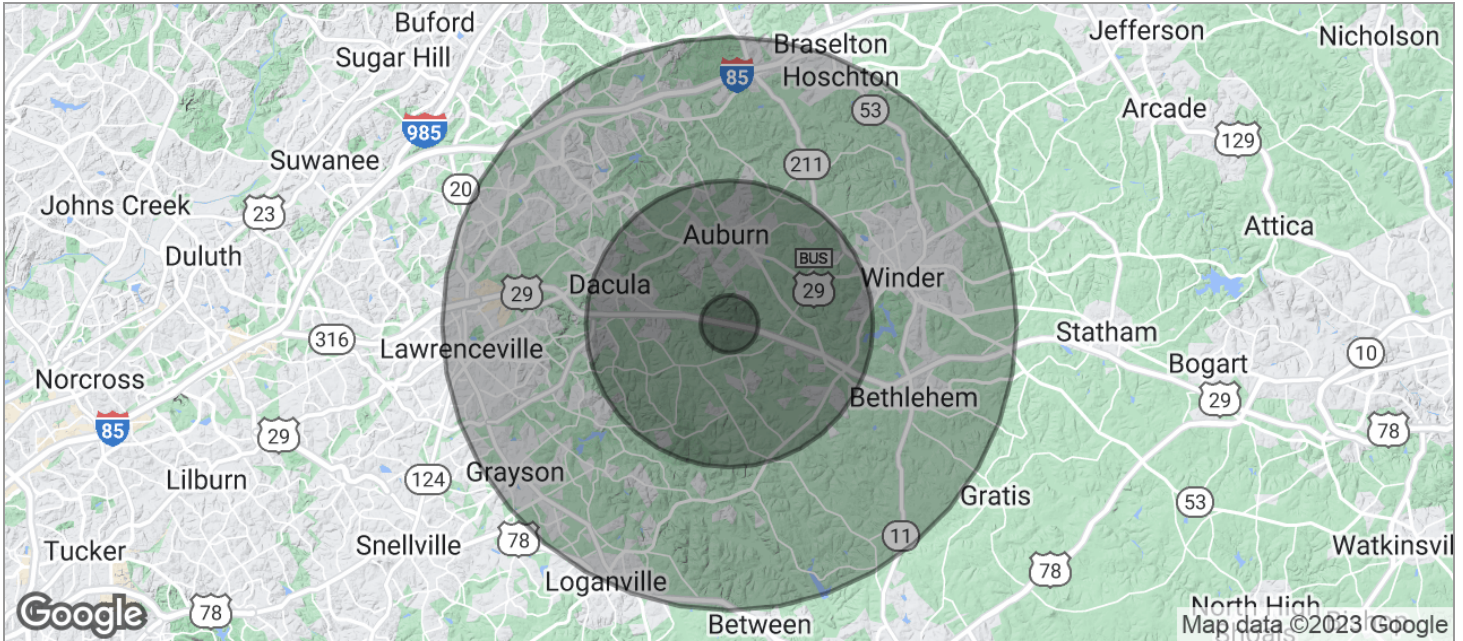 Buford
Braselton
Jefferson
Nicholson
Sugar Hill
85
Hoschton
53
Arcade
985
129
Suwanee
211
20
Johns Creek
23
Attica
Auburn
Duluth
BUS
29
Winder
Dacula
29
316
Lawrenceville
Statham
10
Bogart
Norcross
Bethlehem
29
85
29
78
Grayson
Lilburn
124
Gratis
53
78
11
Tucker
Snellville
Watkinsvil
78
Loganville
78
Between
North High
Google
Map data ©2023 Google